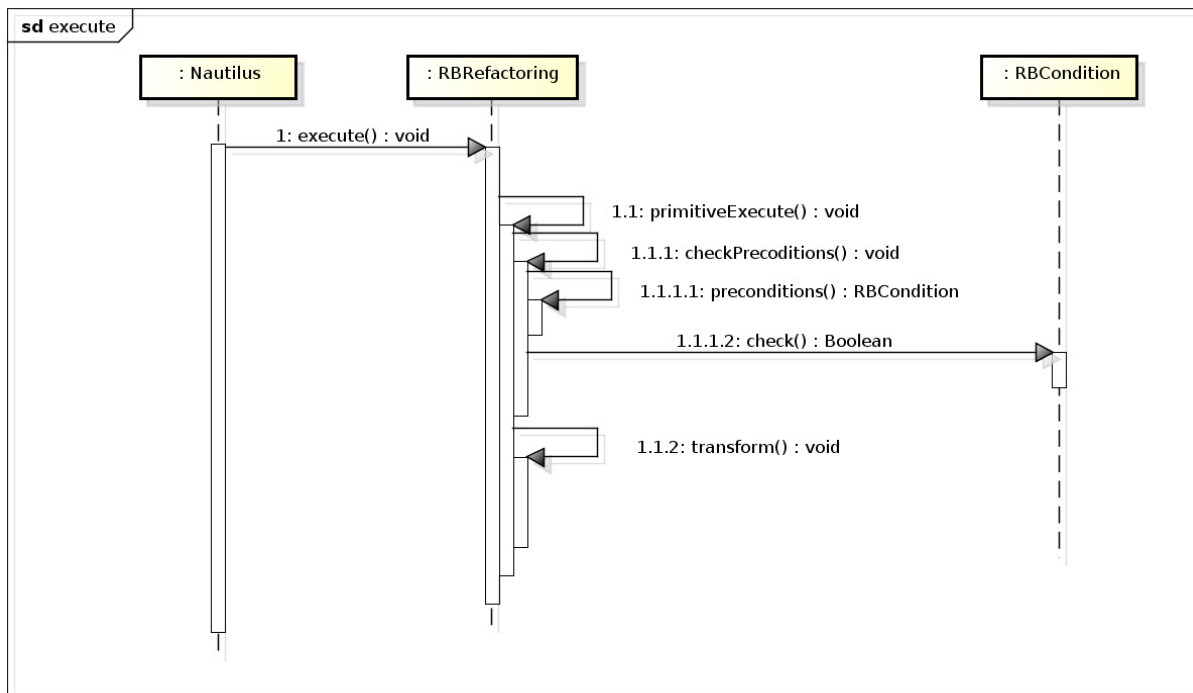 sd execute
: Nautilus
: RBRefactoring
: RBCondition
1: execute() : void
1.1: primitiveExecute() : void
1.1.1: checkPrecoditions() : void
1.1.1.1: preconditions() : RBCondition
1.1.1.2: check() : Boolean
1.1.2: transform() : void